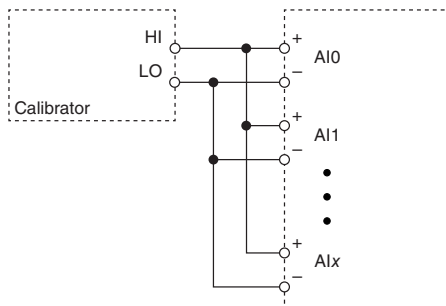 HI
+
AI0
LO
–
Calibrator
+
AI1
–
+
AIx
–